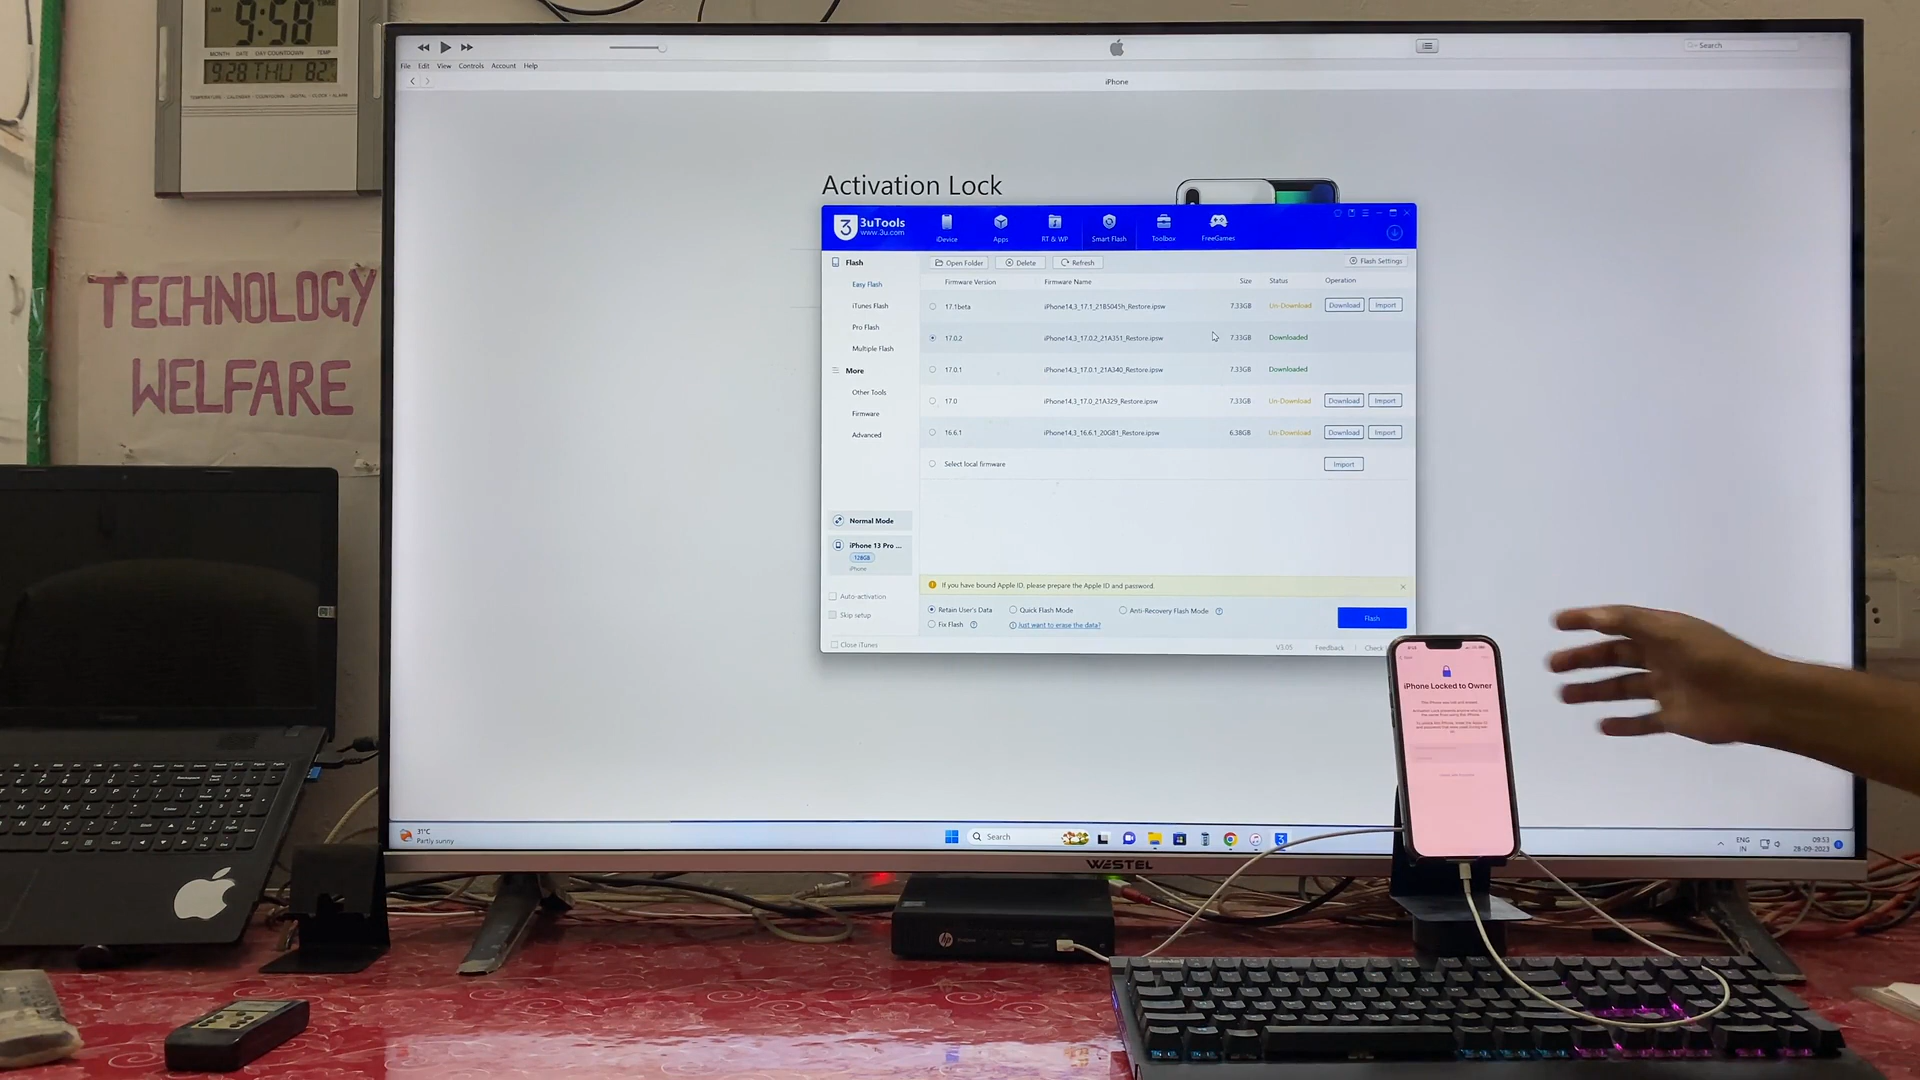 9:58
TIME
MONTH DATE DAY COUNTDOWN TEMP
9:28 THU 82
TECHNOLOGY
WELFARE
File Edit View Controls Account Help
Search
iPhone
Activation Lock
3uTools
www.3u.com
iDevice Apps RT & WP Smart Flash Toolbox FreeGames
Flash
Easy Flash
iTunes Flash
Pro Flash
Multiple Flash
More
Other Tools
Firmware
Advanced
Normal Mode
iPhone 13 Pro ...
128GB
iPhone
Auto-activation
Skip setup
Close iTunes
Open Folder Delete Refresh Flash Settings
Firmware Version Firmware Name Size Status Operation
17.1beta iPhone14,3_17.1_21B5045h_Restore.ipsw 7.33GB Un-Download Download Import
17.0.2 iPhone14,3_17.0.2_21A351_Restore.ipsw 7.33GB Downloaded
17.0.1 iPhone14,3_17.0.1_21A340_Restore.ipsw 7.33GB Downloaded
17.0 iPhone14,3_17.0_21A329_Restore.ipsw 7.33GB Un-Download Download Import
16.6.1 iPhone14,3_16.6.1_20G81_Restore.ipsw 6.38GB Un-Download Download Import
Select local firmware Import
If you have bound Apple ID, please prepare the Apple ID and password.
Retain User's Data Quick Flash Mode Anti-Recovery Flash Mode
Fix Flash Just want to erase the data?
Flash
V3.05 Feedback Check
iPhone Locked to Owner
31°C
Partly sunny
Search
ENG
IN
09:53
28-09-2023
WESTEL
hp